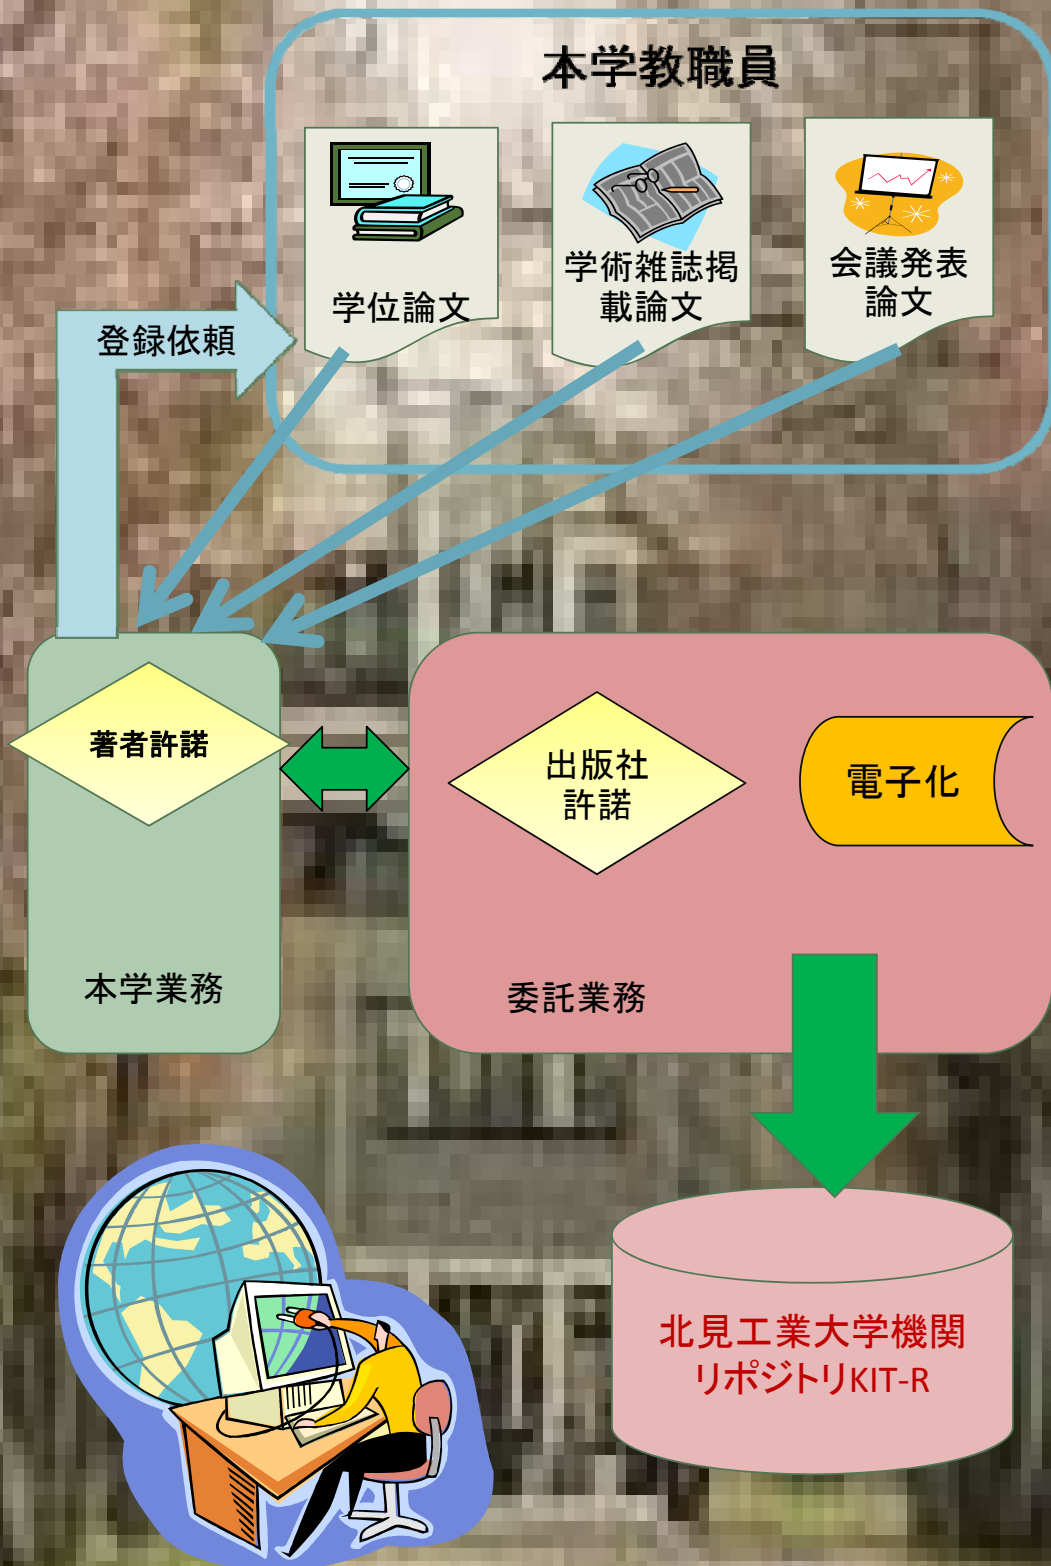 本学教職員
学位論文
学術雑誌掲
載論文
会議発表
論文
登録依頼
著者許諾
出版社
許諾
電子化
本学業務
委託業務
北見工業大学機関
リポジトリKIT-R